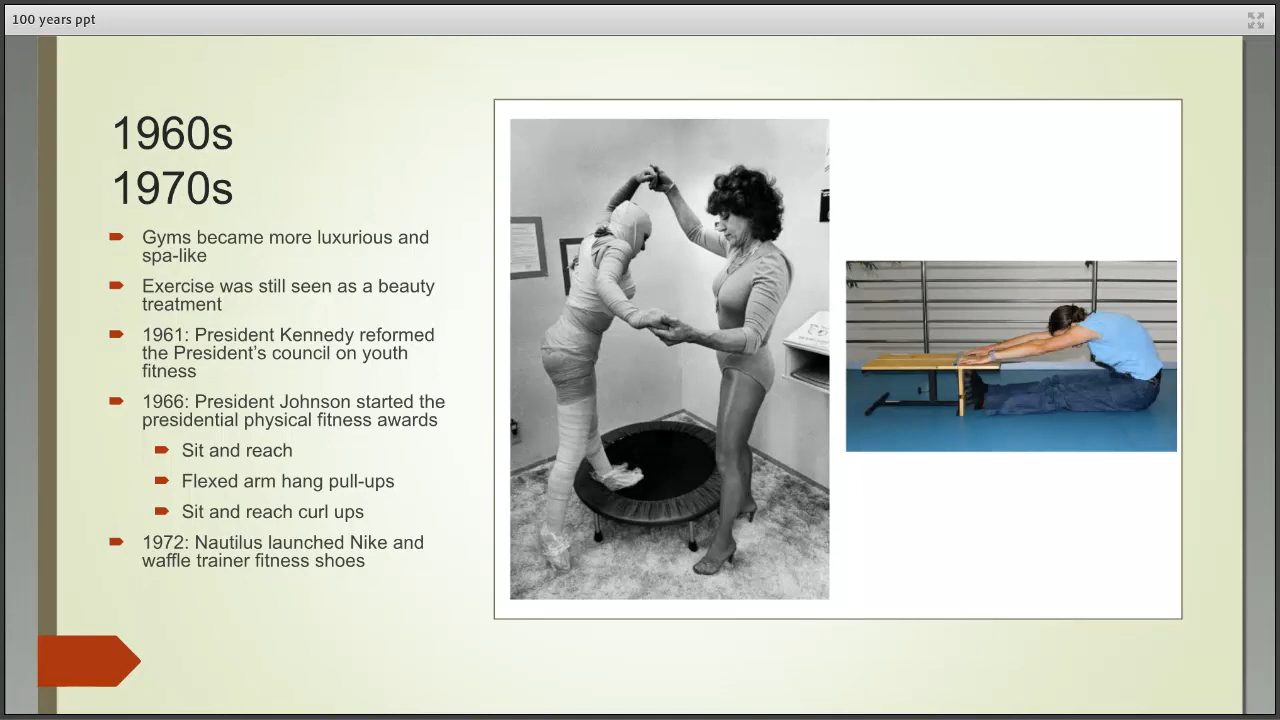 100 years ppt
1960s
1970s
Gyms became more luxurious and
spa-like
Exercise was still seen as a beauty
treatment
1961: President Kennedy reformed
the President’s council on youth
fitness
1966: President Johnson started the
presidential physical fitness awards
Sit and reach
Flexed arm hang pull-ups
Sit and reach curl ups
1972: Nautilus launched Nike and
waffle trainer fitness shoes